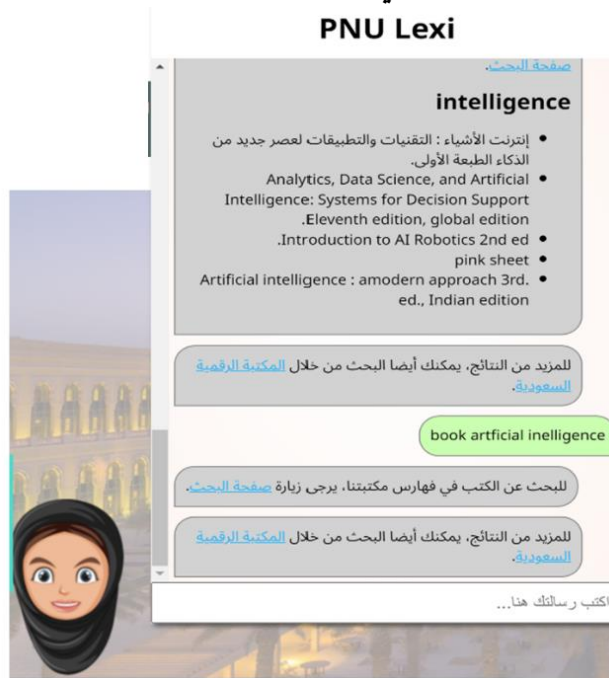 PNU Lexi
صفحة البحث.
intelligence
إنترنت الأشياء : التقنيات والتطبيقات لعصر جديد من
الذكاء الطبعة الأولى.
Analytics, Data Science, and Artificial
Intelligence: Systems for Decision Support
.Eleventh edition, global edition
.Introduction to AI Robotics 2nd ed
pink sheet
Artificial intelligence : amodern approach 3rd.
ed., Indian edition
للمزيد من النتائج، يمكنك أيضا البحث من خلال المكتبة الرقمية
السعودية.
book artficial inelligence
للبحث عن الكتب في فهارس مكتبتنا، يرجى زيارة صفحة البحث.
للمزيد من النتائج، يمكنك أيضا البحث من خلال المكتبة الرقمية
السعودية.
اكتب رسالتك هنا...